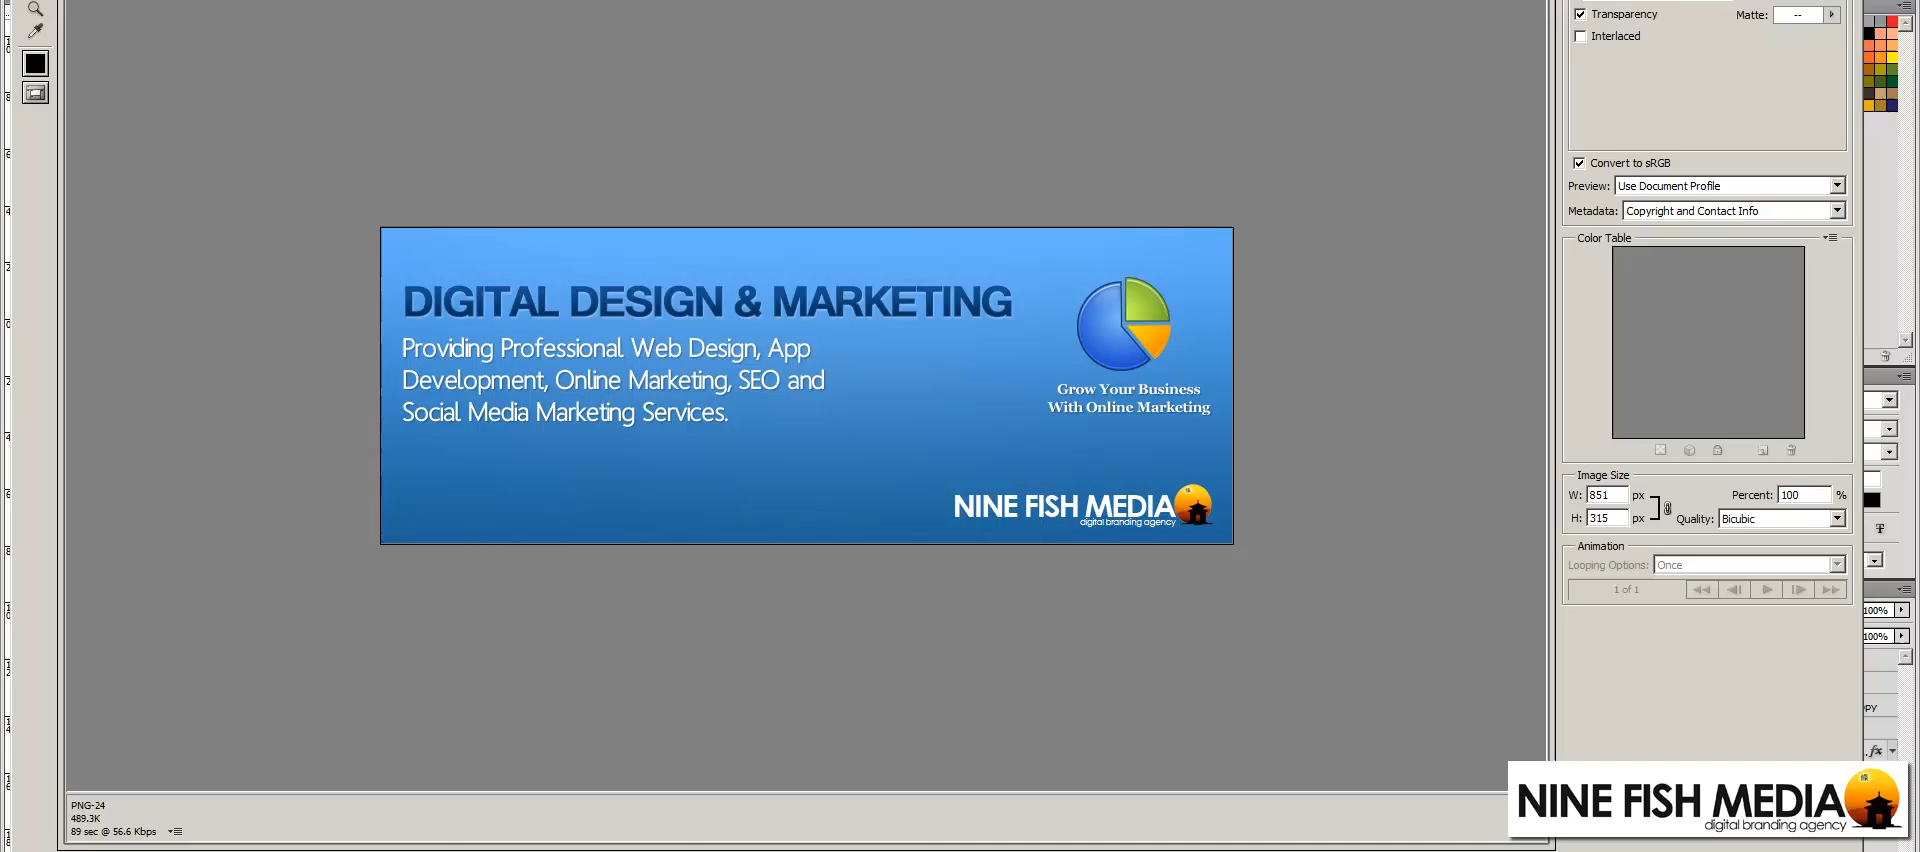 Transparency
Matte: --
Interlaced
Convert to sRGB
Preview: Use Document Profile
Metadata: Copyright and Contact Info
Color Table
DIGITAL DESIGN & MARKETING
Providing Professional Web Design, App
Development, Online Marketing, SEO and
Social Media Marketing Services.
Grow Your Business
With Online Marketing
NINE FISH MEDIA
digital branding agency
Image Size
W: 851 px
Percent: 100 %
H: 315 px
Quality: Bicubic
Animation
Looping Options: Once
1 of 1
100%
100%
opy
fx
PNG-24
489.3K
89 sec @ 56.6 Kbps
NINE FISH MEDIA
digital branding agency